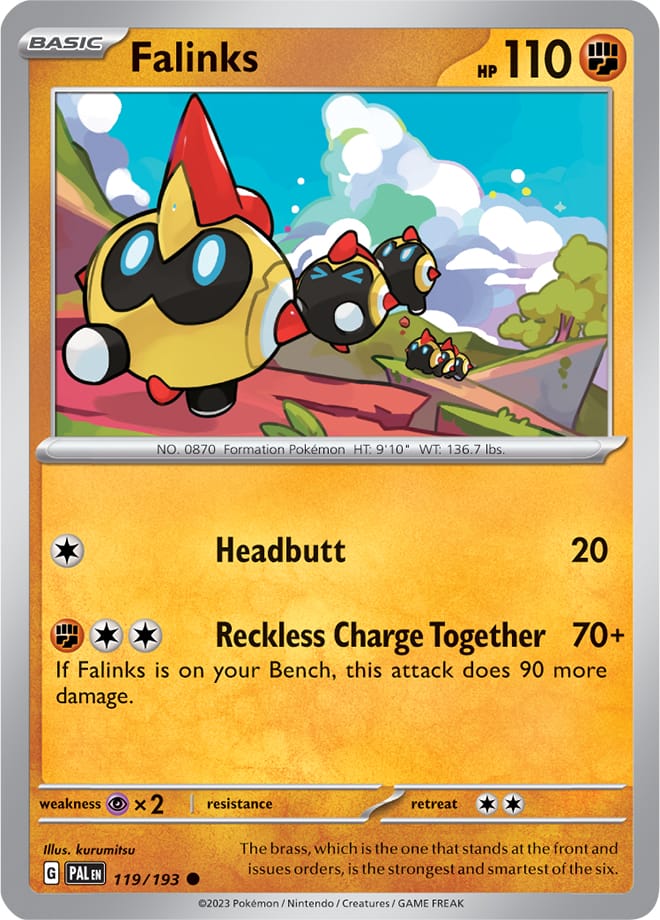 BASIC Falinks HP 110
NO. 0870 Formation Pokémon HT: 9'10" WT: 136.7 lbs.
Headbutt 20
Reckless Charge Together 70+
If Falinks is on your Bench, this attack does 90 more
damage.
weakness ×2 resistance retreat
Illus. kurumitsu
The brass, which is the one that stands at the front and
issues orders, is the strongest and smartest of the six.
G PAL EN 119/193
©2023 Pokémon / Nintendo / Creatures / GAME FREAK